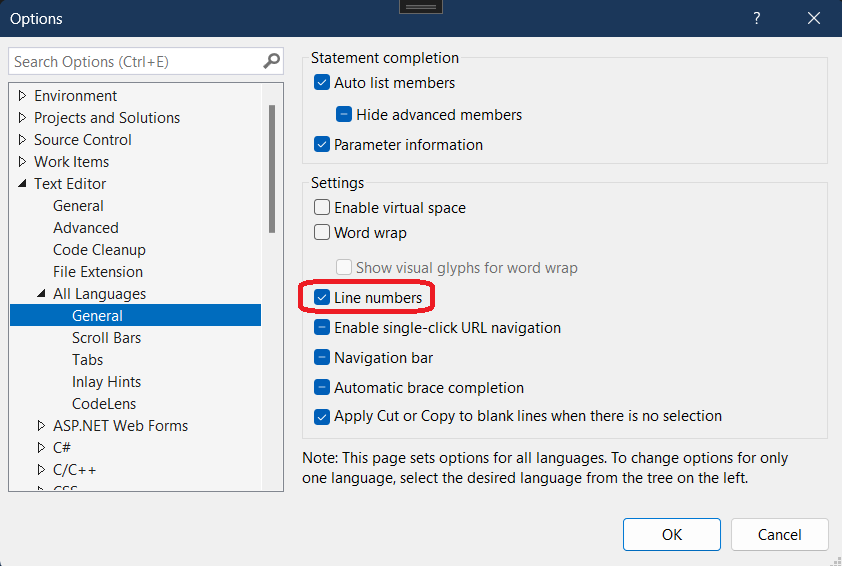 Options
?
Search Options (Ctrl+E)
Environment
Projects and Solutions
Source Control
Work Items
Text Editor
General
Advanced
Code Cleanup
File Extension
All Languages
General
Scroll Bars
Tabs
Inlay Hints
CodeLens
ASP.NET Web Forms
C#
C/C++
CSS
Statement completion
Auto list members
Hide advanced members
Parameter information
Settings
Enable virtual space
Word wrap
Show visual glyphs for word wrap
Line numbers
Enable single-click URL navigation
Navigation bar
Automatic brace completion
Apply Cut or Copy to blank lines when there is no selection
Note: This page sets options for all languages. To change options for only
one language, select the desired language from the tree on the left.
OK
Cancel